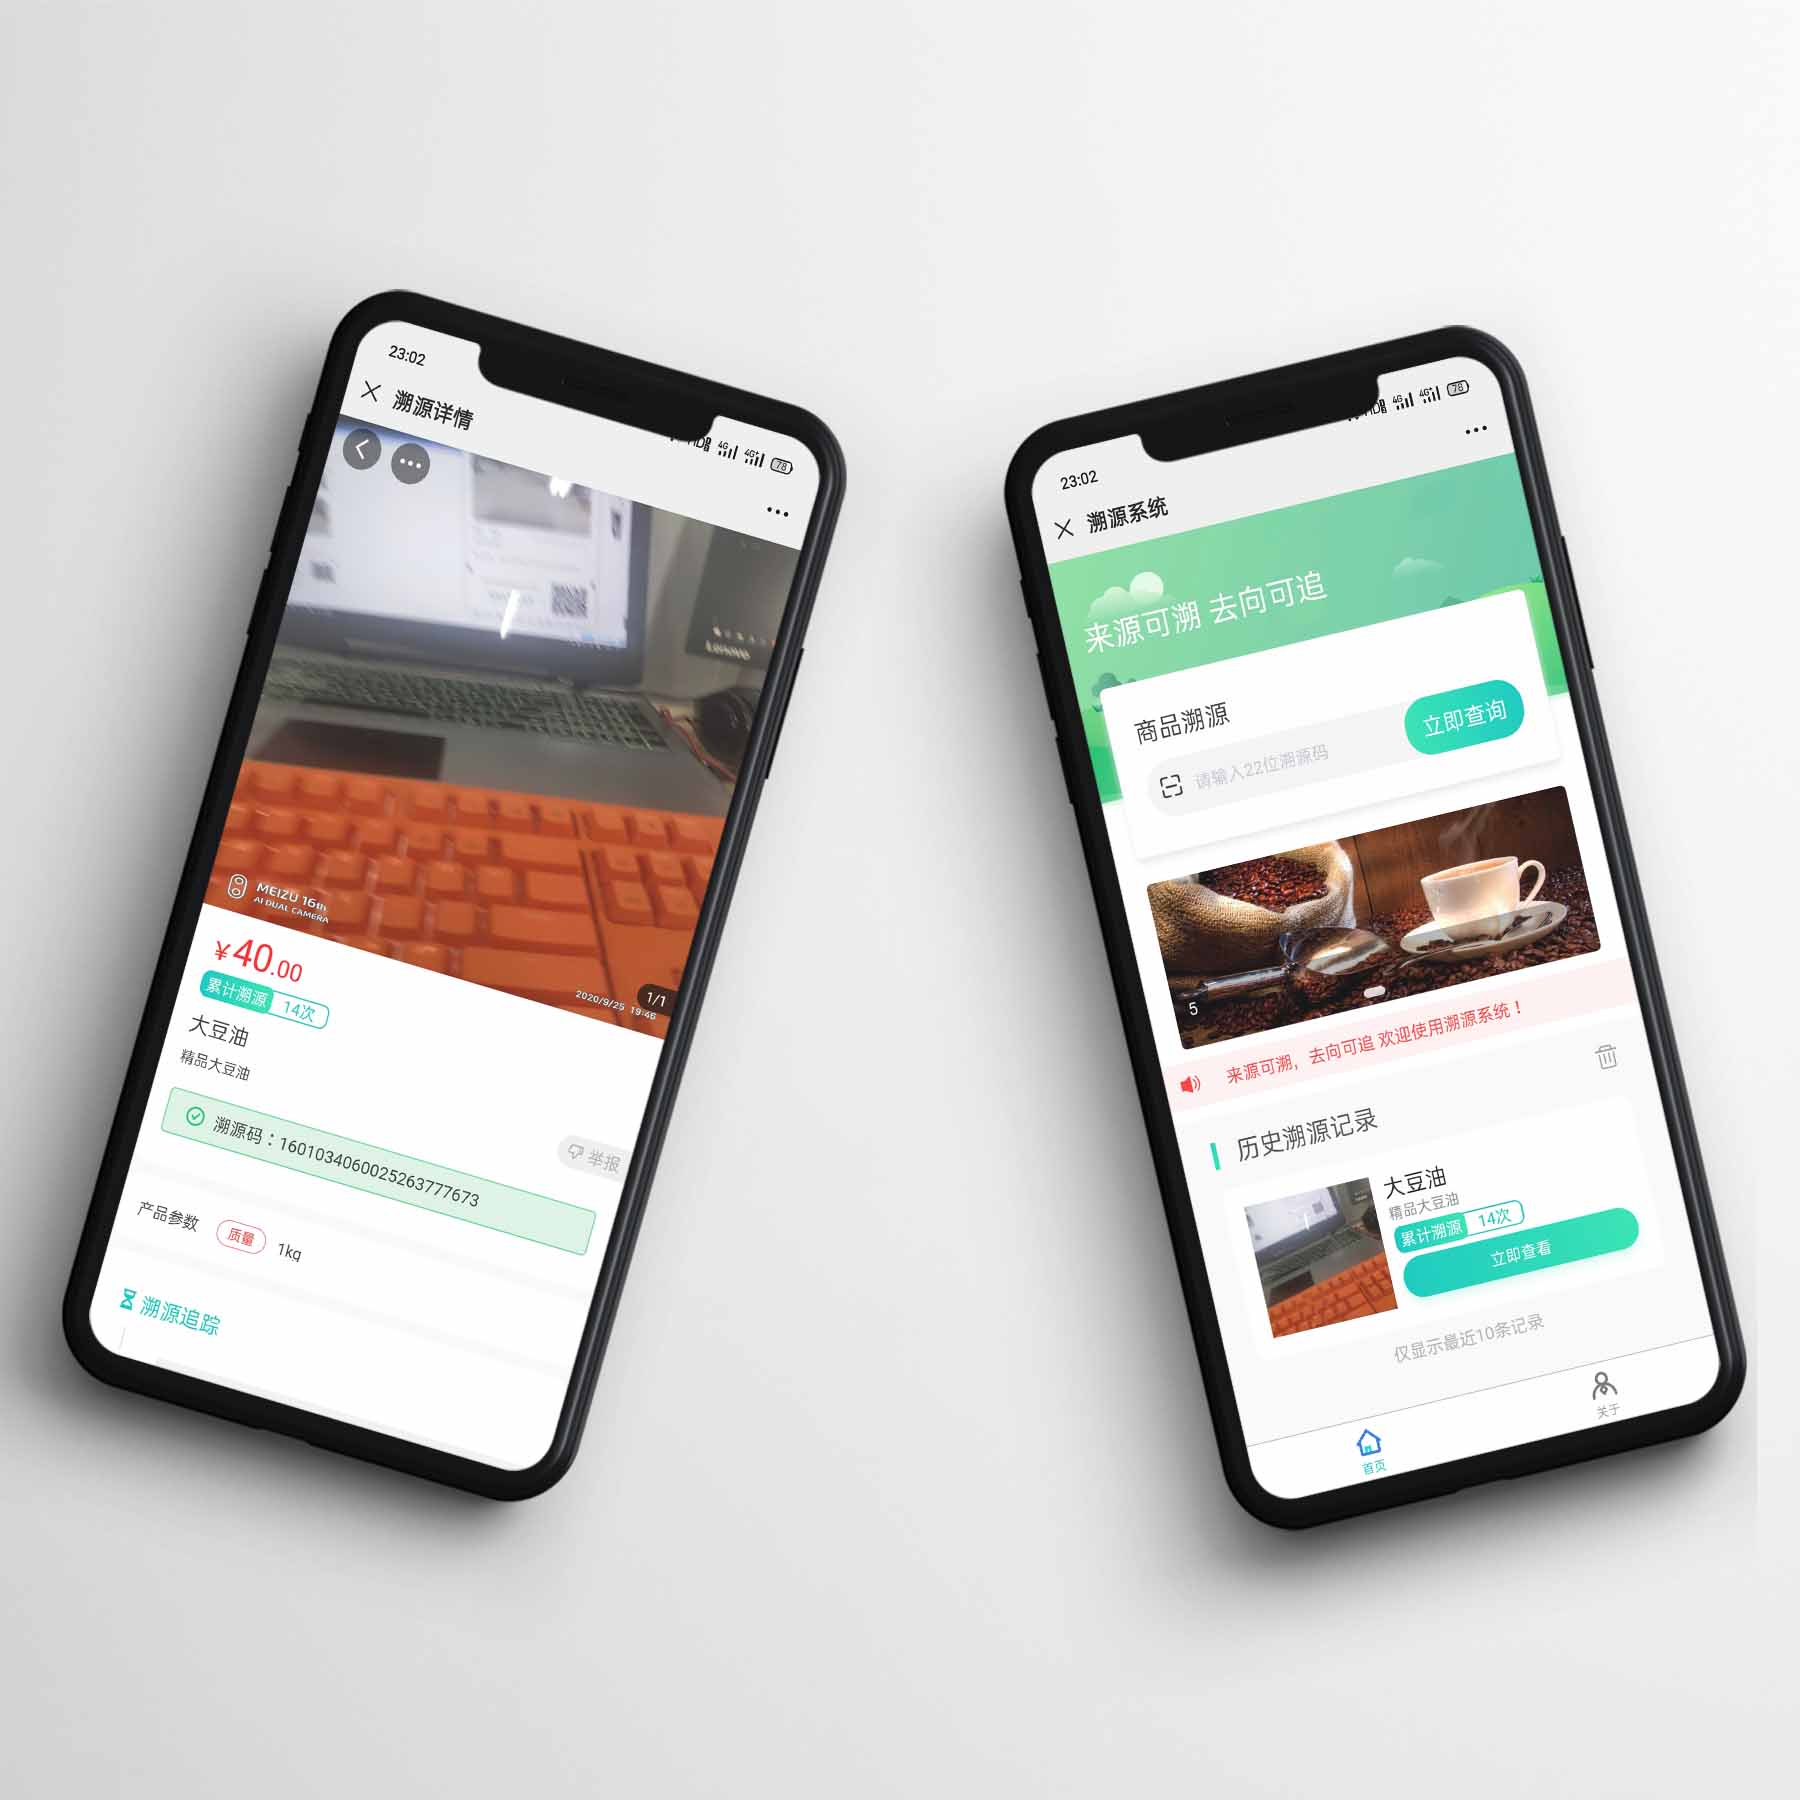 23:02
溯源详情
4G 4G 78
MEIZU 16th
AI DUAL CAMERA
2020/9/25 19:46
1/1
¥40.00
累计溯源 14次
大豆油
精品大豆油
溯源码：1601034060025263777673
举报
产品参数 质量 1kg
溯源追踪
23:02
4G 4G 78
溯源系统
来源可溯 去向可追
商品溯源
请输入22位溯源码
立即查询
5
来源可溯，去向可追 欢迎使用溯源系统！
历史溯源记录
大豆油
精品大豆油
累计溯源 14次
立即查看
仅显示最近10条记录
首页
关于